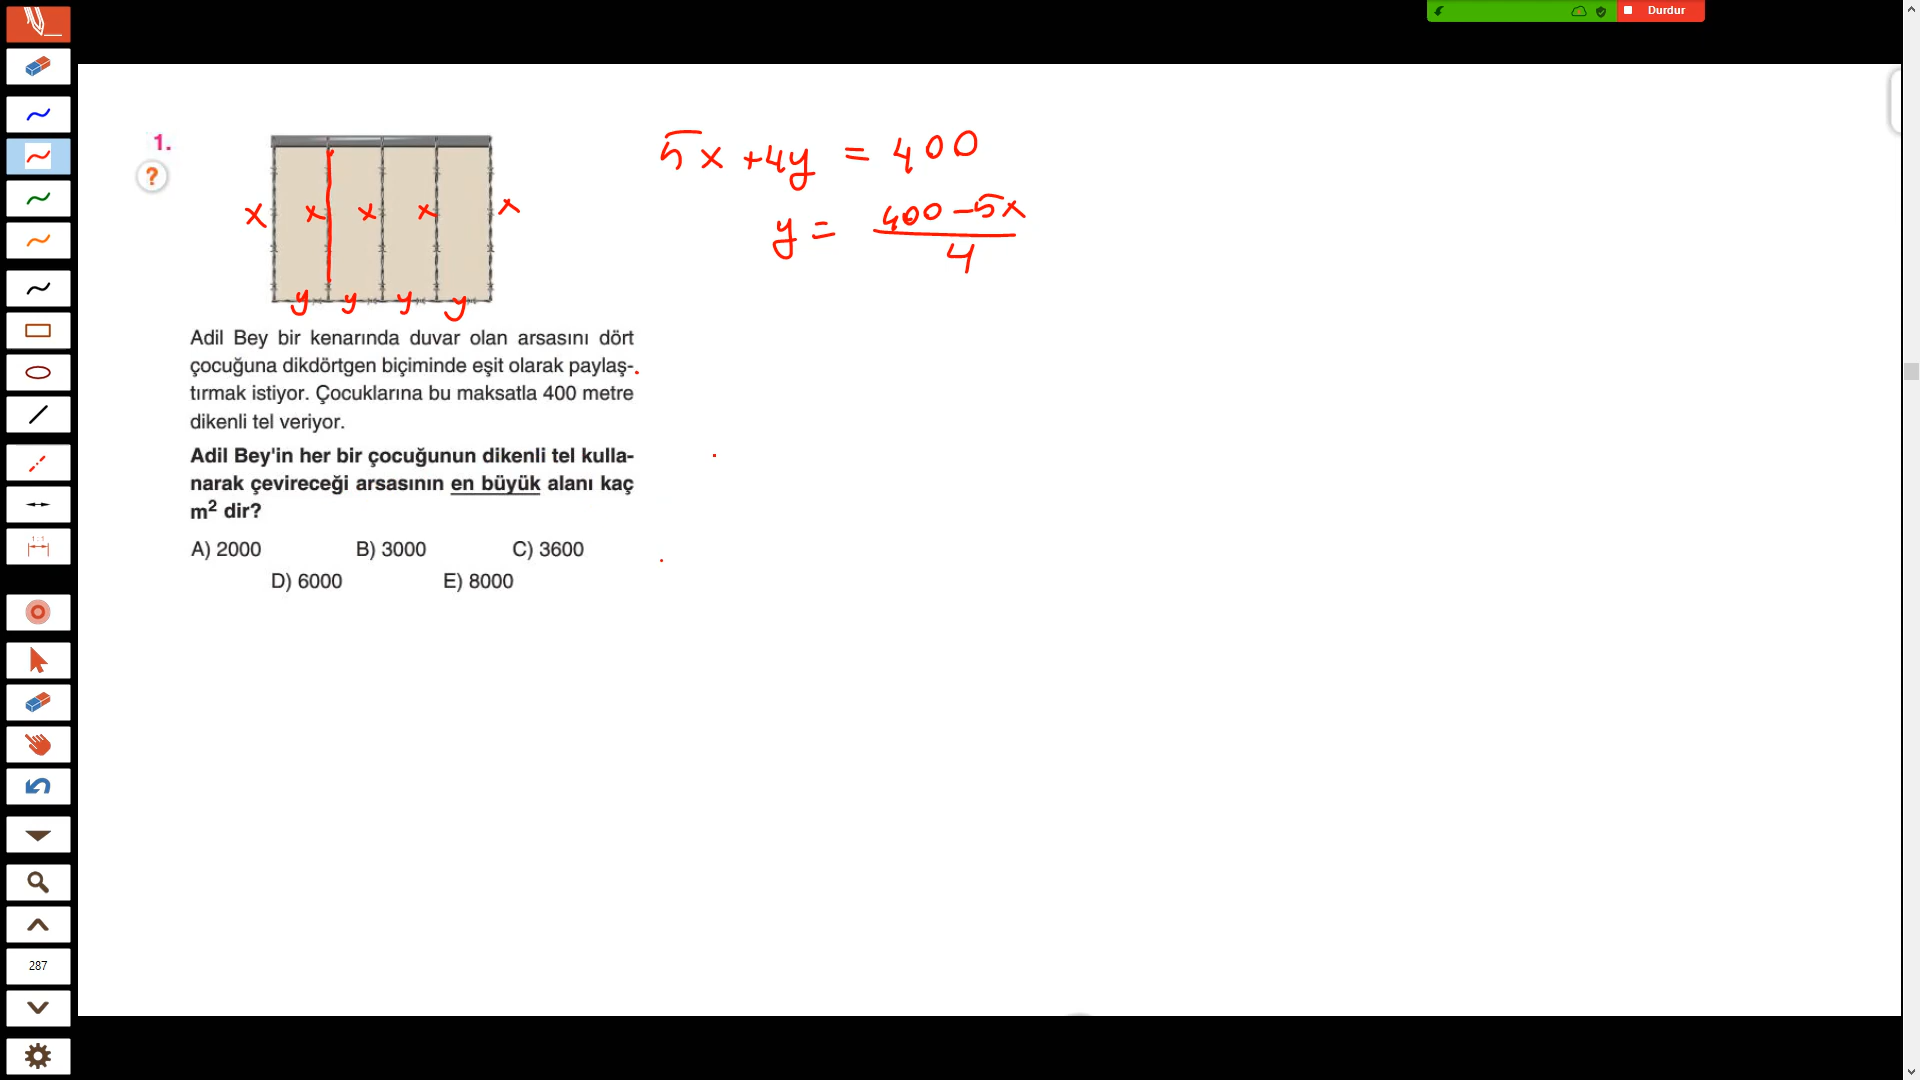 Durdur
1.
?
5x + 4y = 400
y = 400 - 5x / 4
x x x x x
y y y y
Adil Bey bir kenarında duvar olan arsasını dört
çocuğuna dikdörtgen biçiminde eşit olarak paylaş-
tırmak istiyor. Çocuklarına bu maksatla 400 metre
dikenli tel veriyor.
Adil Bey'in her bir çocuğunun dikenli tel kulla-
narak çevireceği arsasının en büyük alanı kaç
m² dir?
A) 2000 B) 3000 C) 3600
D) 6000 E) 8000
1:1
287